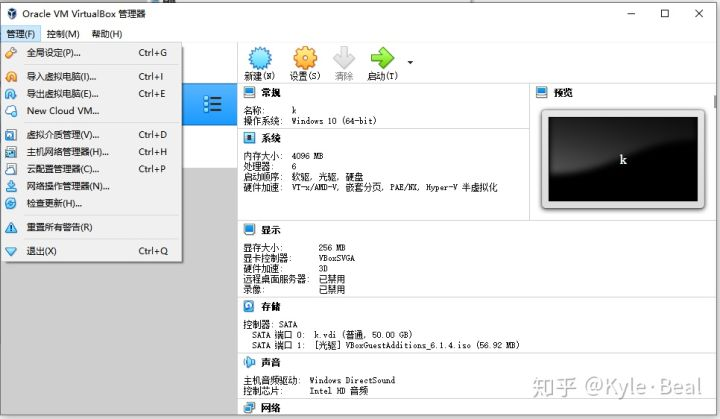 Oracle VM VirtualBox 管理器
管理(F) 控制(M) 帮助(H)
全局设定(P)... Ctrl+G
导入虚拟电脑(I)... Ctrl+I
导出虚拟电脑(E)... Ctrl+E
New Cloud VM...
虚拟介质管理(V)... Ctrl+D
主机网络管理器(H)... Ctrl+H
云配置管理器(C)... Ctrl+P
网络操作管理器(N)...
检查更新(H)...
重置所有警告(R)
退出(X) Ctrl+Q
新建(N) 设置(S) 清除 启动(T)
常规
名称: k
操作系统: Windows 10 (64-bit)
系统
内存大小: 4096 MB
处理器: 6
启动顺序: 软驱, 光驱, 硬盘
硬件加速: VT-x/AMD-V, 嵌套分页, PAE/NX, Hyper-V 半虚拟化
预览
k
显示
显存大小: 256 MB
显卡控制器: VBoxSVGA
硬件加速: 3D
远程桌面服务器: 已禁用
录像: 已禁用
存储
控制器: SATA
SATA 端口 0: k.vdi (普通, 50.00 GB)
SATA 端口 1: [光驱] VBoxGuestAdditions_6.1.4.iso (56.92 MB)
声音
主机音频驱动: Windows DirectSound
控制芯片: Intel HD 音频
网络
知乎 @Kyle·Beal